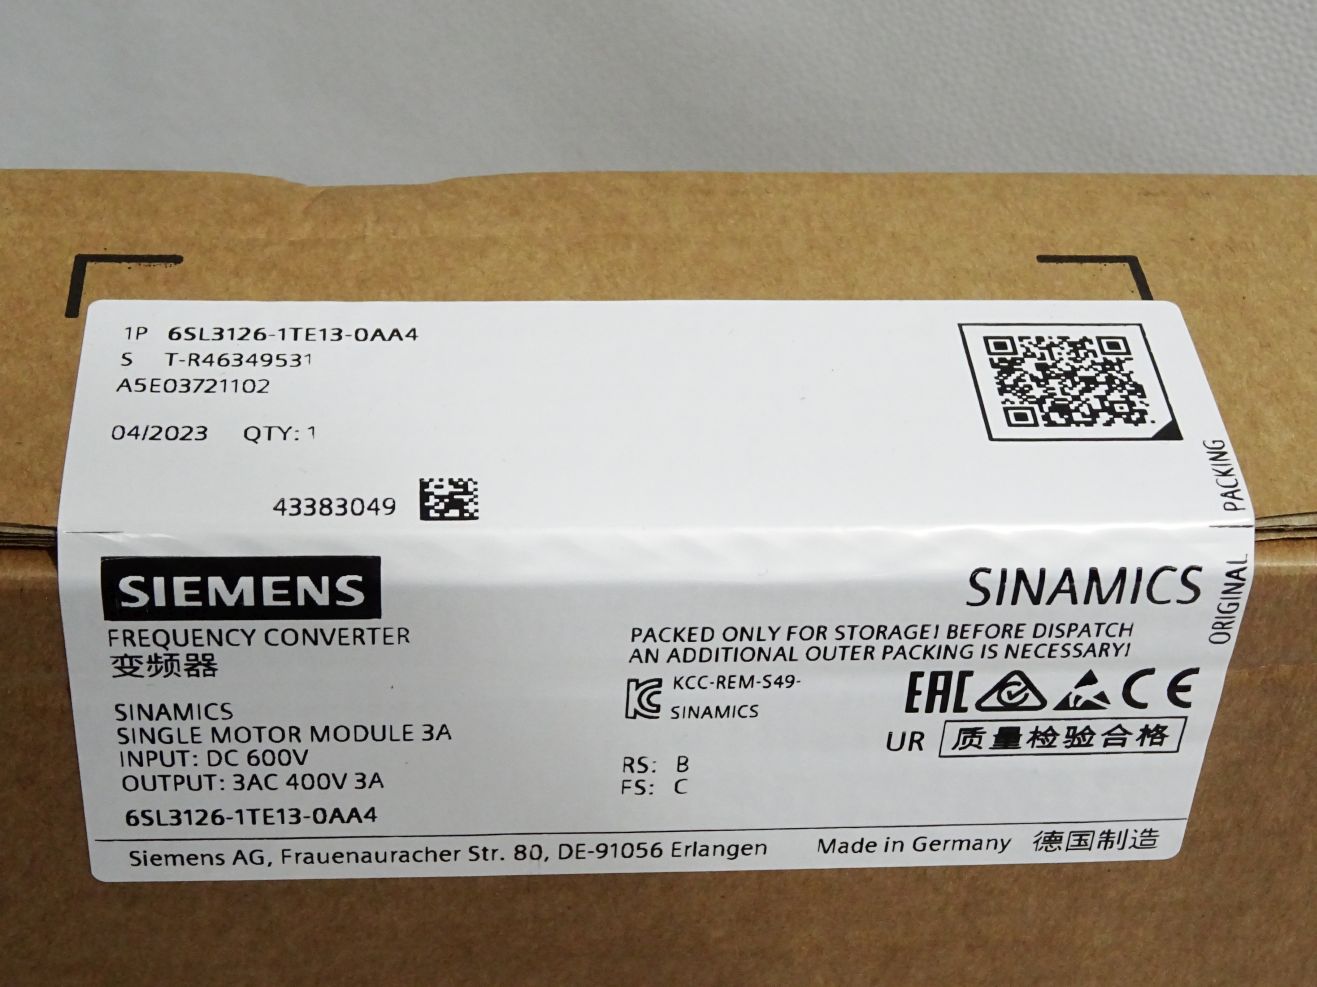 1P 6SL3126-1TE13-0AA4
S T-R46349531
A5E03721102
04/2023 QTY: 1
43383049
ORIGINAL | PACKING
SIEMENS
SINAMICS
FREQUENCY CONVERTER
变频器
PACKED ONLY FOR STORAGE! BEFORE DISPATCH
AN ADDITIONAL OUTER PACKING IS NECESSARY!
KCC-REM-S49-
SINAMICS
EAC CE
UR 质量检验合格
SINAMICS
SINGLE MOTOR MODULE 3A
INPUT: DC 600V
OUTPUT: 3AC 400V 3A
6SL3126-1TE13-0AA4
RS: B
FS: C
Siemens AG, Frauenauracher Str. 80, DE-91056 Erlangen
Made in Germany 德国制造